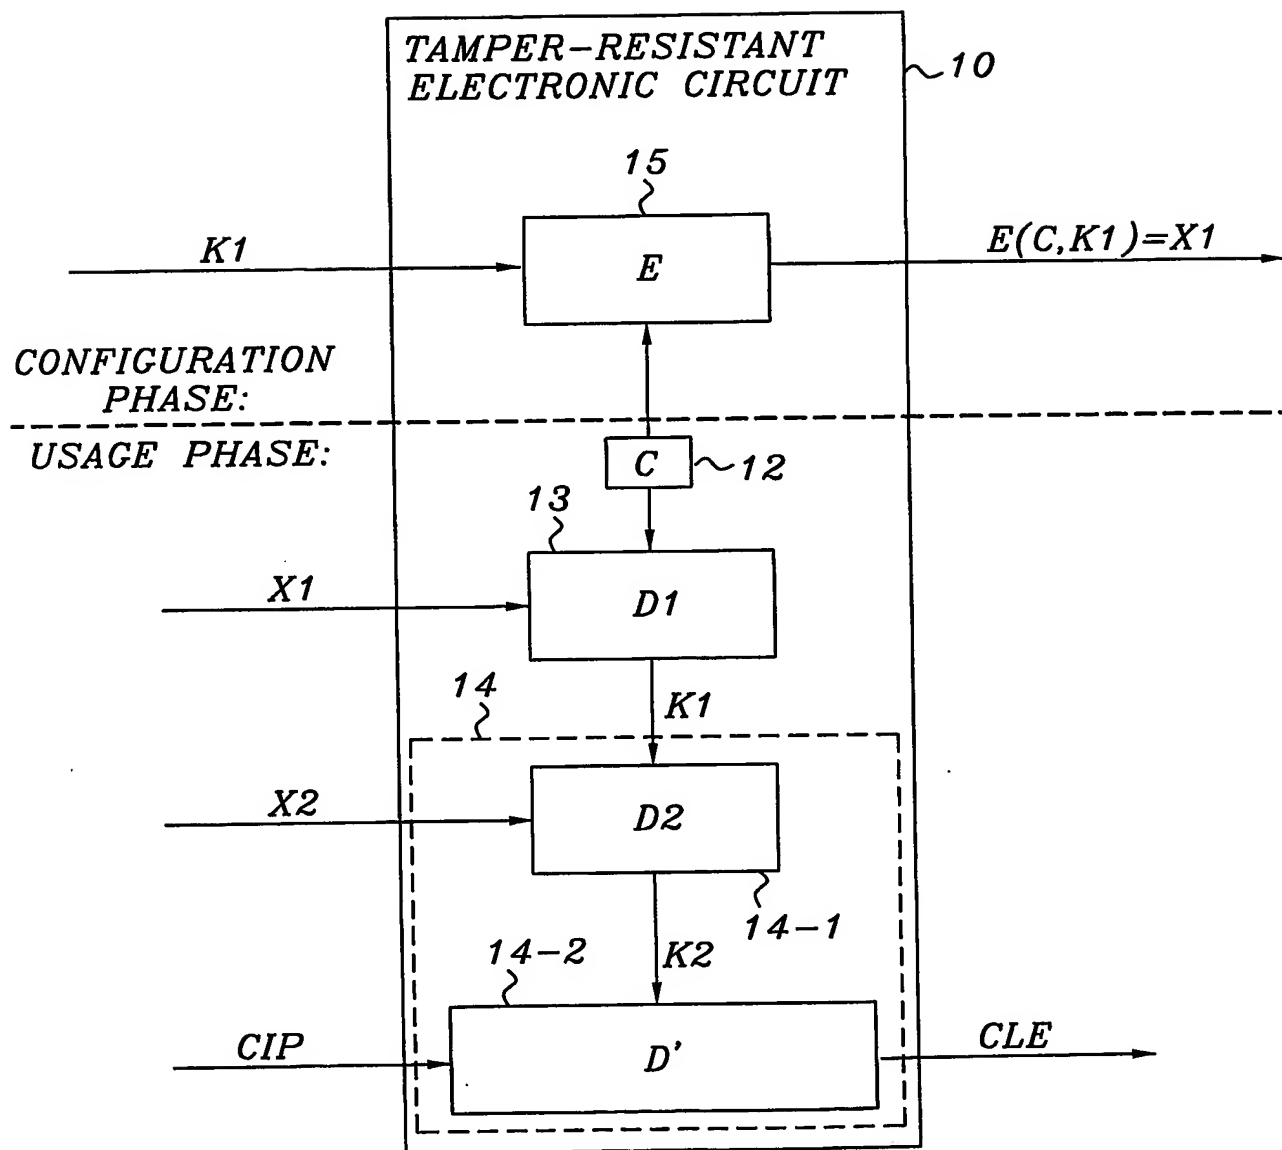 TAMPER-RESISTANT
ELECTRONIC CIRCUIT
10
15
K1
E
E(C,K1)=X1
CONFIGURATION
PHASE:
USAGE PHASE:
C
12
13
X1
D1
14
K1
X2
D2
14-1
14-2
K2
CIP
D'
CLE